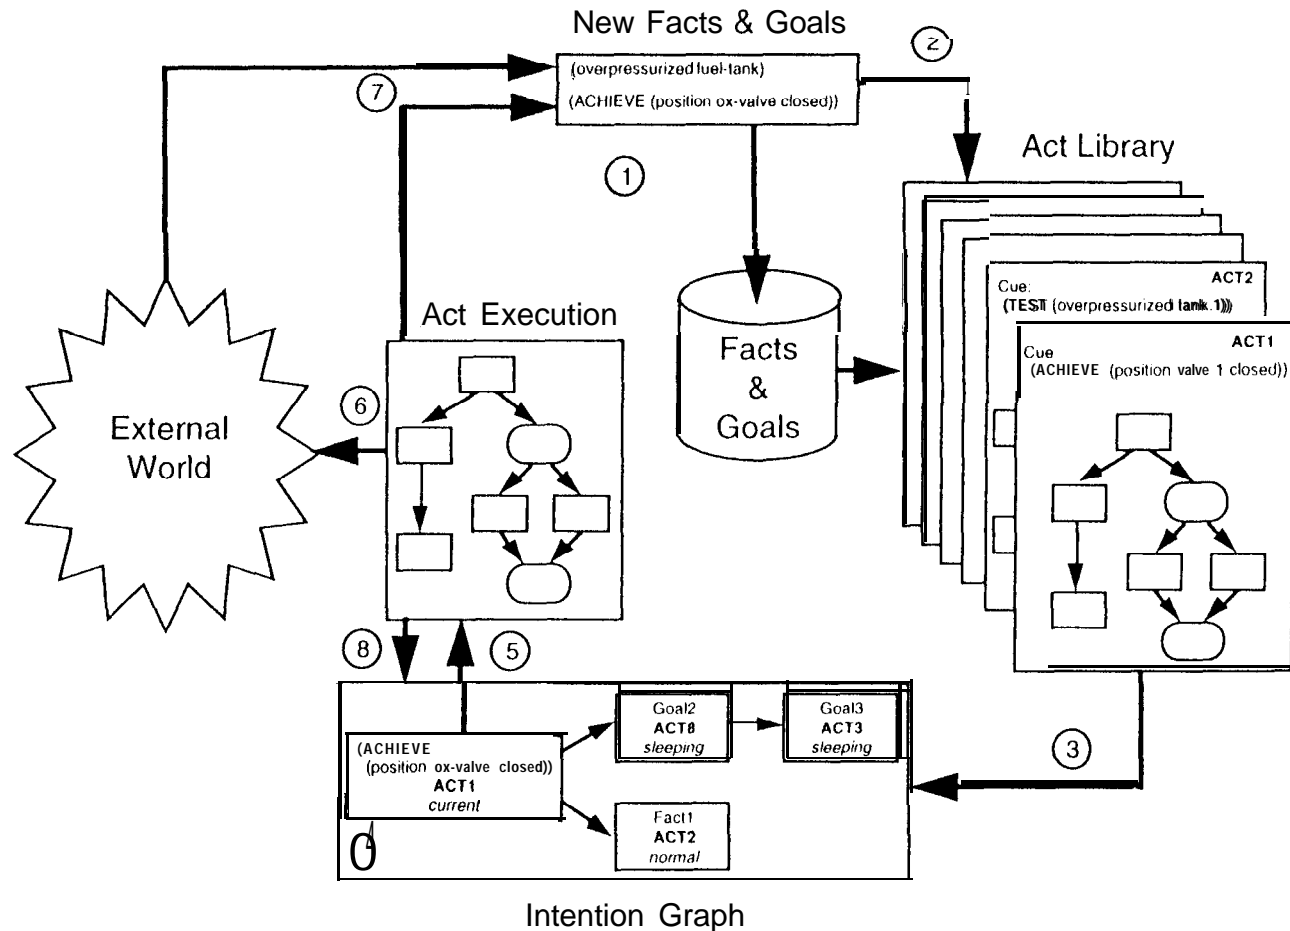 New Facts & Goals
(overpressurized fuel-tank)
(ACHIEVE (position ox-valve closed))
2
7
1
Act Library
ACT2
Cue:
(TEST (overpressurized tank.1))
ACT1
Cue
(ACHIEVE (position valve 1 closed))
Act Execution
Facts
&
Goals
6
External
World
8
5
3
Goal2
ACT8
sleeping
Goal3
ACT3
sleeping
(ACHIEVE
(position ox-valve closed))
ACT1
current
Fact1
ACT2
normal
Intention Graph